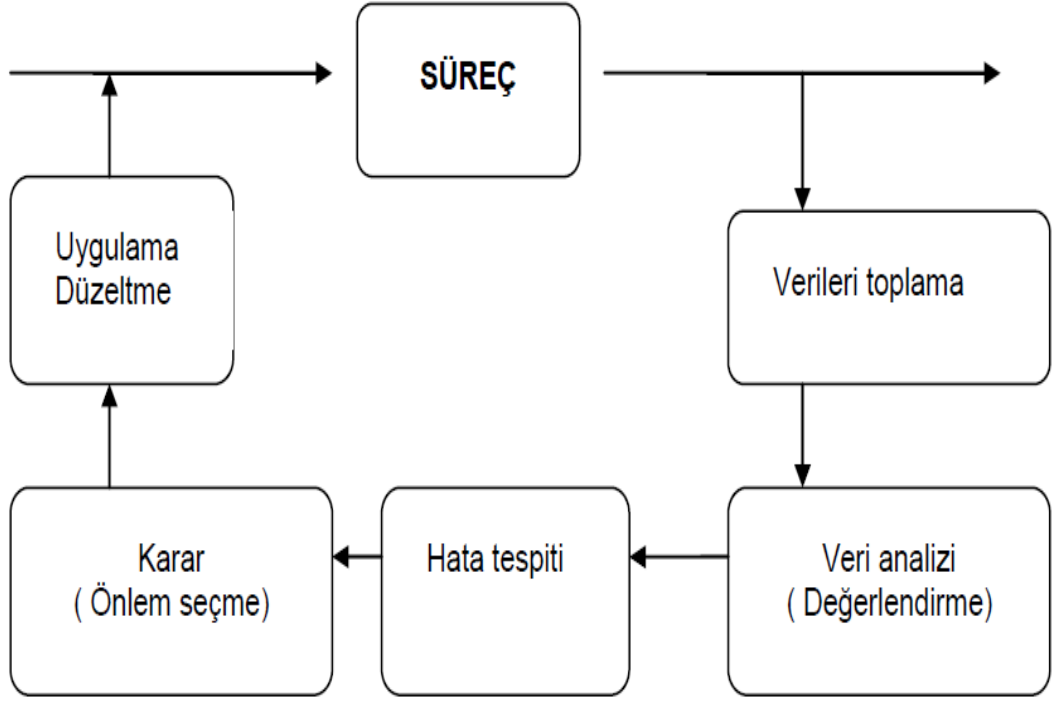 SÜREÇ
Uygulama
Düzeltme
Verileri toplama
Karar
( Önlem seçme)
Hata tespiti
Veri analizi
( Değerlendirme)